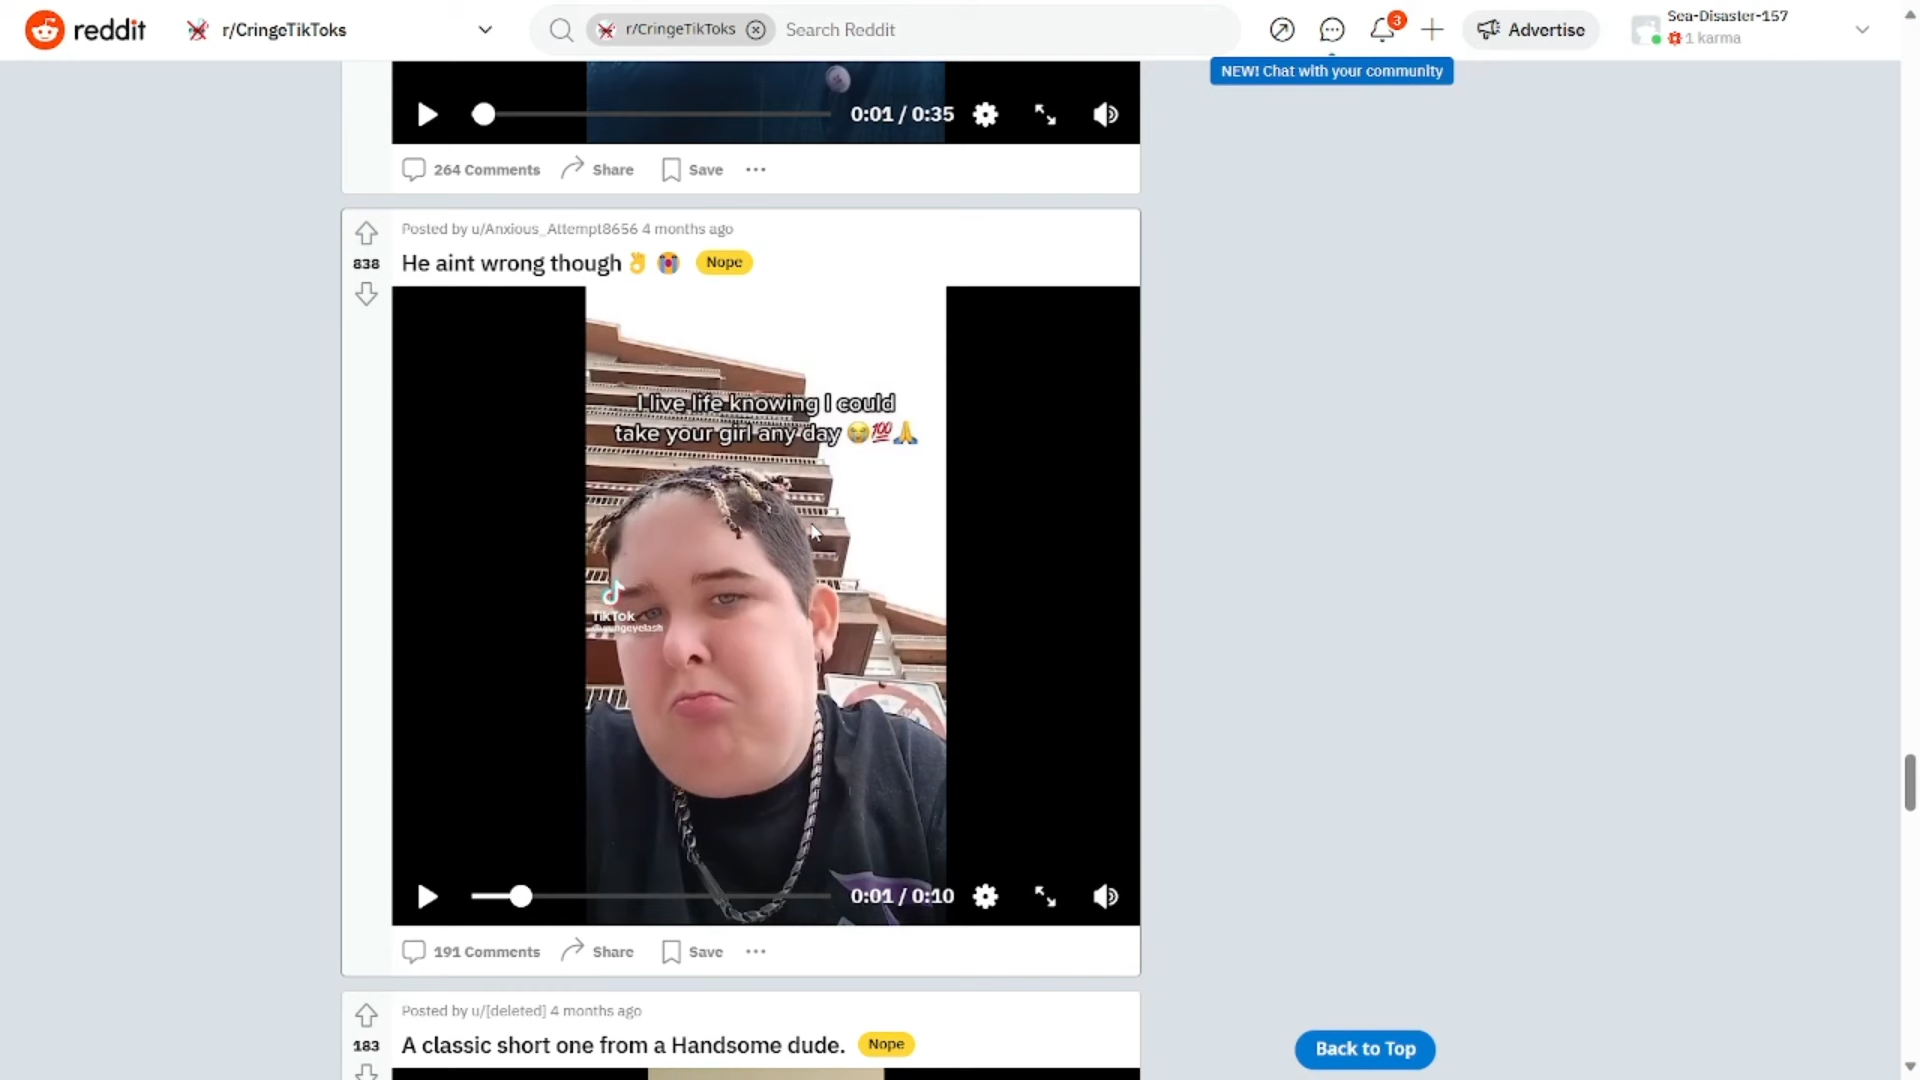 reddit
r/CringeTikToks
r/CringeTikToks
Search Reddit
3
Advertise
Sea-Disaster-157
1 karma
NEW! Chat with your community
0:01 / 0:35
264 Comments
Share
Save
Posted by u/Anxious_Attempt8656 4 months ago
838
He aint wrong though👌 😭 Nope
I live life knowing I could
take your girl any day 😭💯🙏
TikTok
@yungeyelash
0:01 / 0:10
191 Comments
Share
Save
Posted by u/[deleted] 4 months ago
183
A classic short one from a Handsome dude. Nope
Back to Top